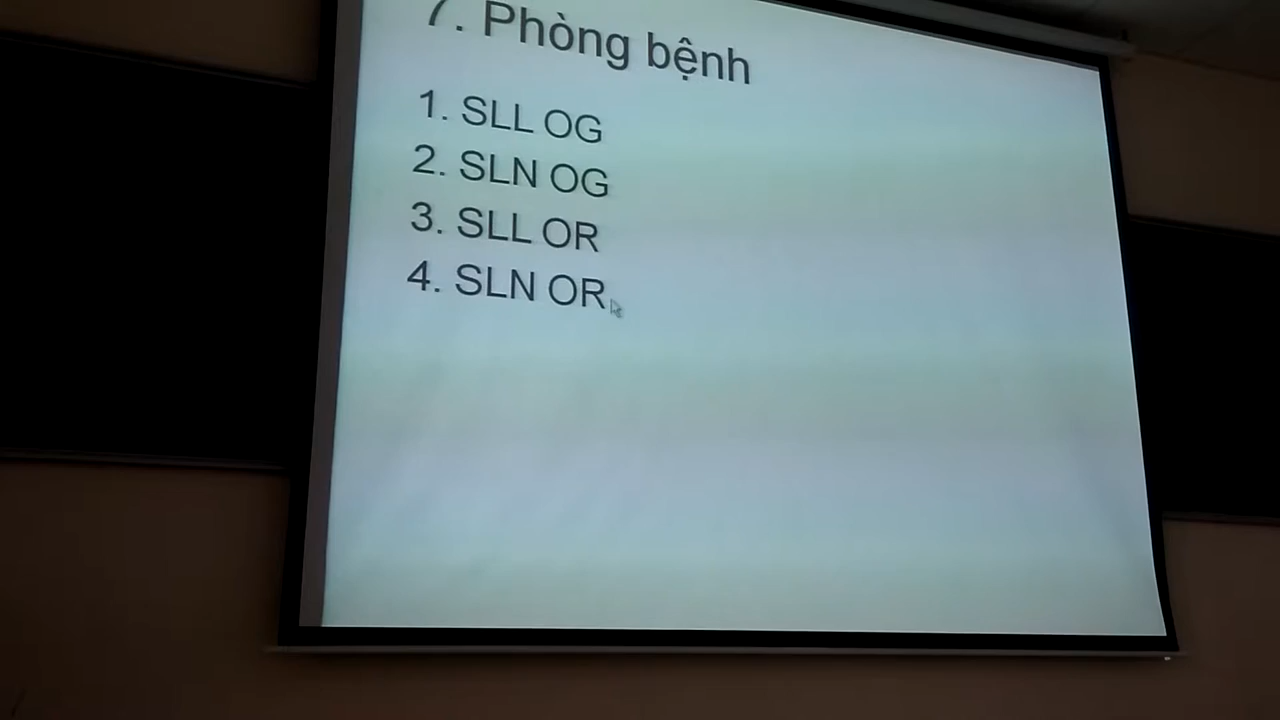 7. Phòng bệnh
1. SLL OG
2. SLN OG
3. SLL OR
4. SLN OR